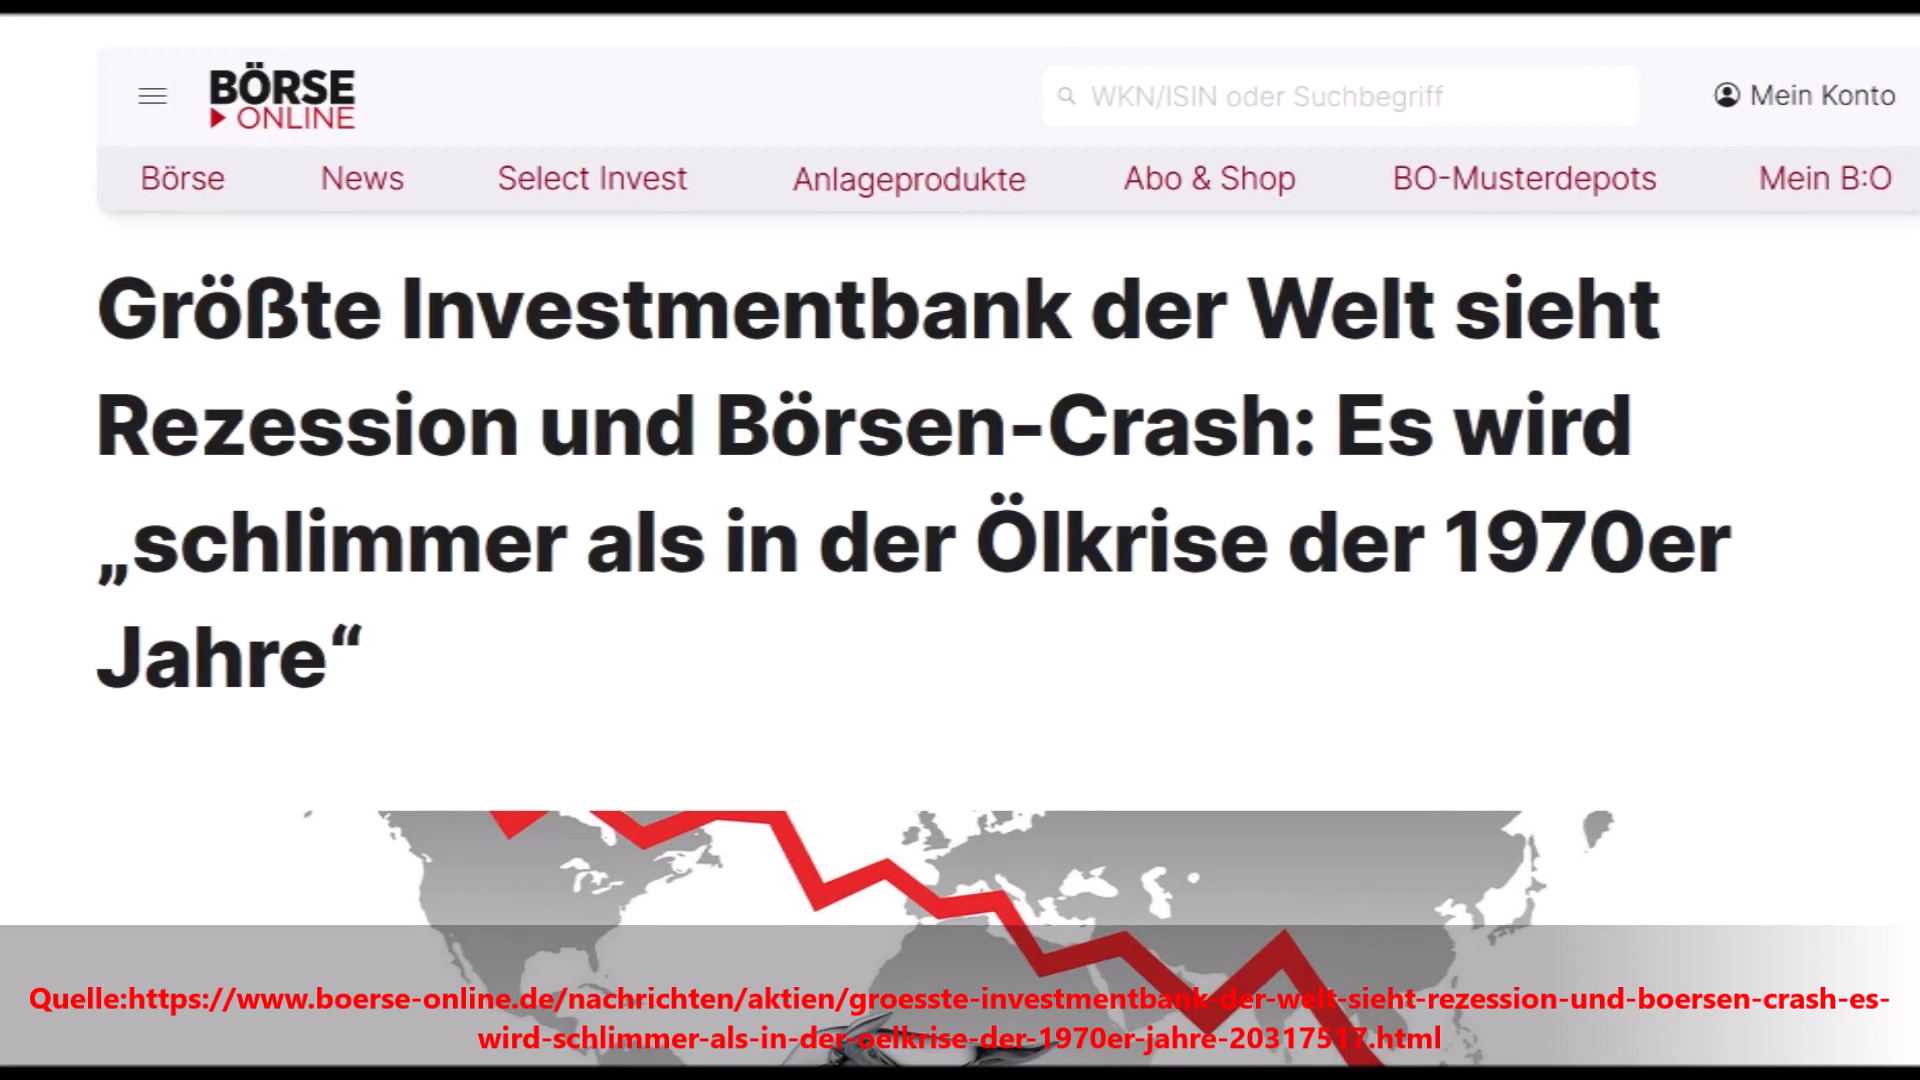 BÖRSE
ONLINE
WKN/ISIN oder Suchbegriff
Mein Konto
Börse News Select Invest Anlageprodukte Abo & Shop BO-Musterdepots Mein B:O
Größte Investmentbank der Welt sieht
Rezession und Börsen-Crash: Es wird
„schlimmer als in der Ölkrise der 1970er
Jahre“
Quelle:https://www.boerse-online.de/nachrichten/aktien/groesste-investmentbank-der-welt-sieht-rezession-und-boersen-crash-es-
wird-schlimmer-als-in-der-oelkrise-der-1970er-jahre-20317517.html